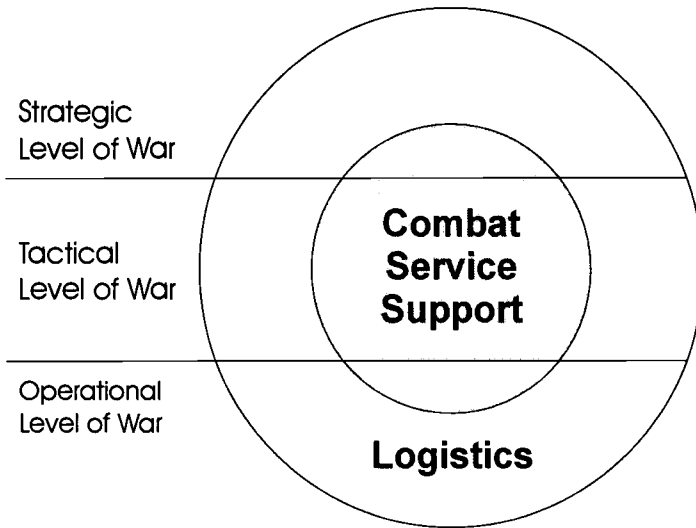 Strategic
Level of War
Tactical
Level of War
Operational
Level of War
Combat
Service
Support
Logistics